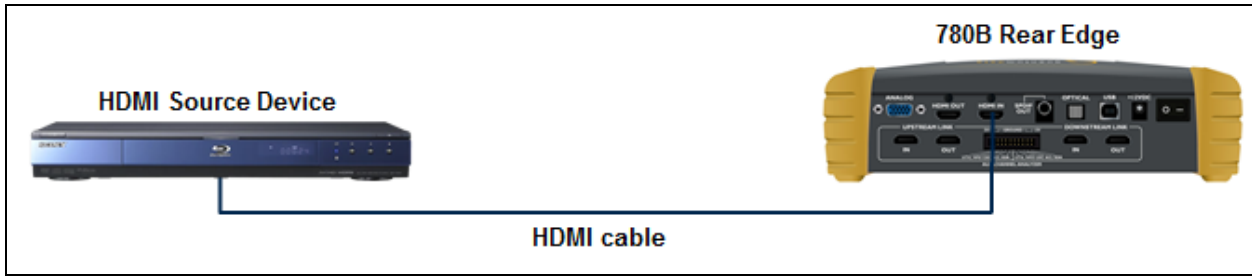 780B Rear Edge
HDMI Source Device
ANALOG
HDMI OUT
HDMI IN
SPDIF OUT
OPTICAL
USB
+12VDC
UPSTREAM LINK
DOWNSTREAM LINK
IN
OUT
IN
OUT
HDMI cable